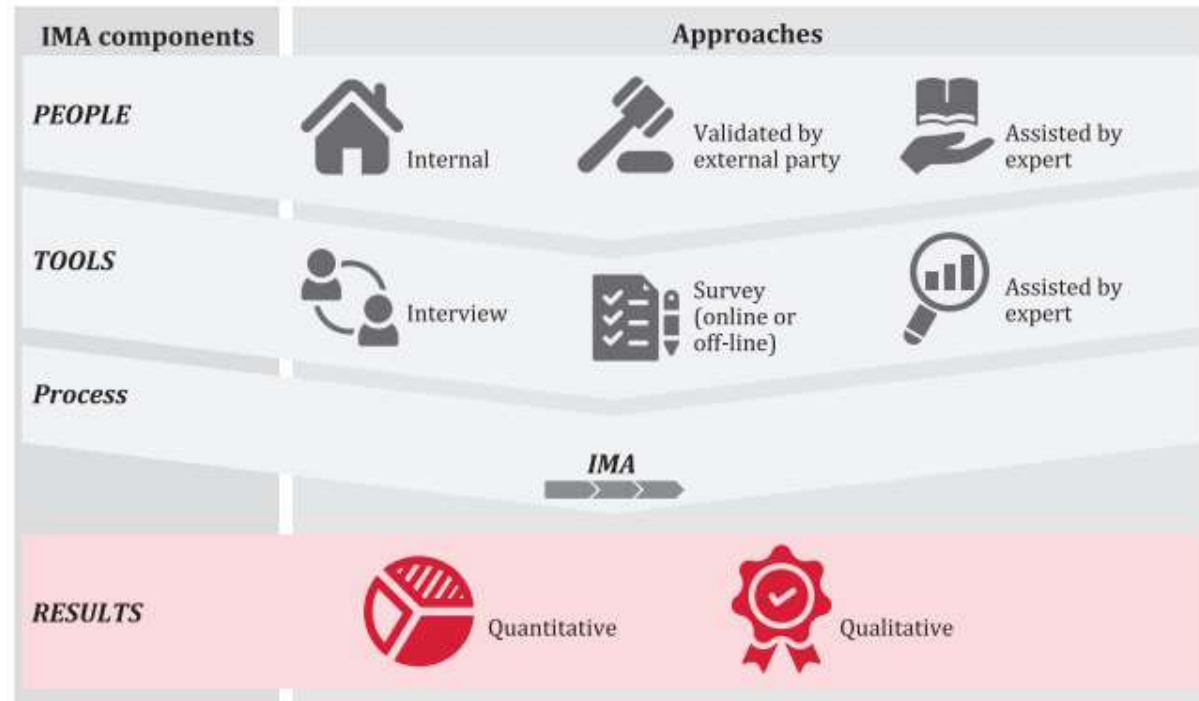 IMA components
Approaches
PEOPLE
Internal
Validated by
external party
Assisted by
expert
TOOLS
Interview
Survey
(online or
off-line)
Assisted by
expert
Process
IMA
RESULTS
Quantitative
Qualitative